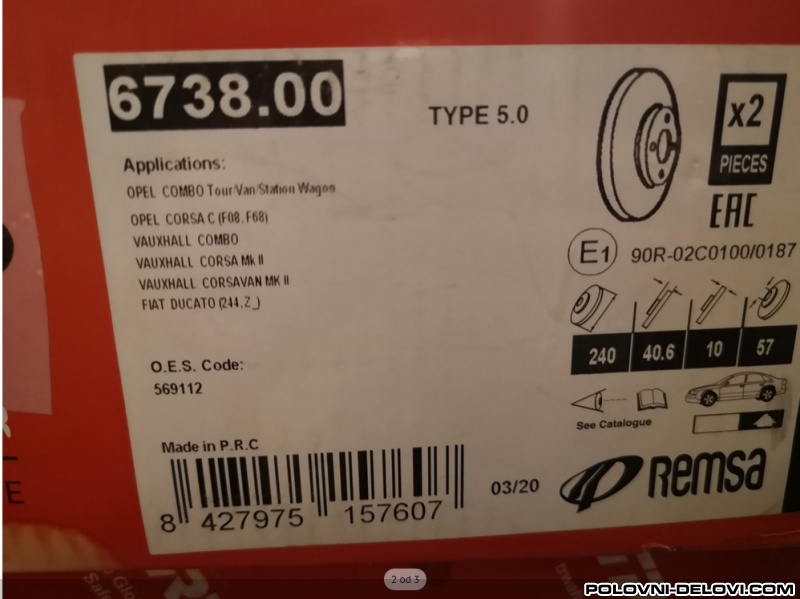 6738.00
TYPE 5.0
x2
PIECES
EAC
Applications:
OPEL COMBO Tour/Van/Station Wagon
OPEL CORSA C (F08, F68)
VAUXHALL COMBO
VAUXHALL CORSA Mk II
VAUXHALL CORSAVAN MK II
FIAT DUCATO (244, Z_)
E1 90R-02C0100/0187
240 40.6 10 57
O.E.S. Code:
569112
See Catalogue
Made in P.R.C
8 427975 157607
03/20
REMSA
E
2 od 3
POLOVNI-DELOVI.COM